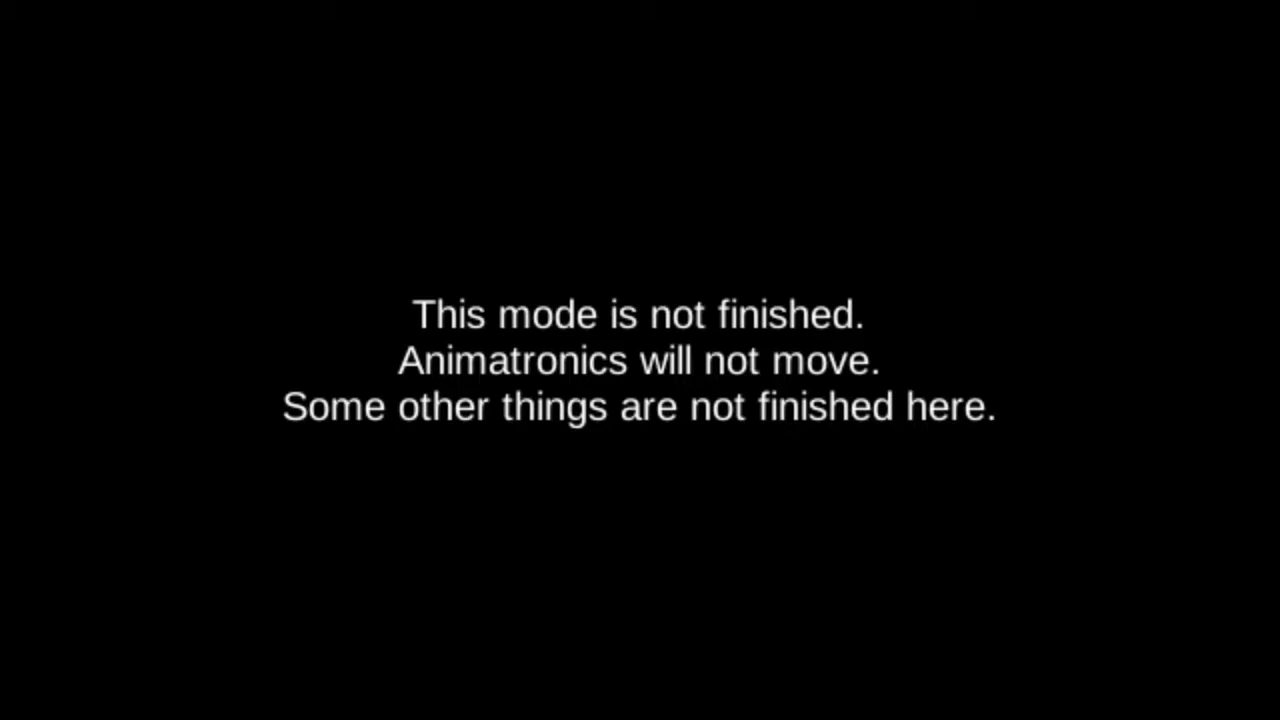 This mode is not finished.
Animatronics will not move.
Some other things are not finished here.